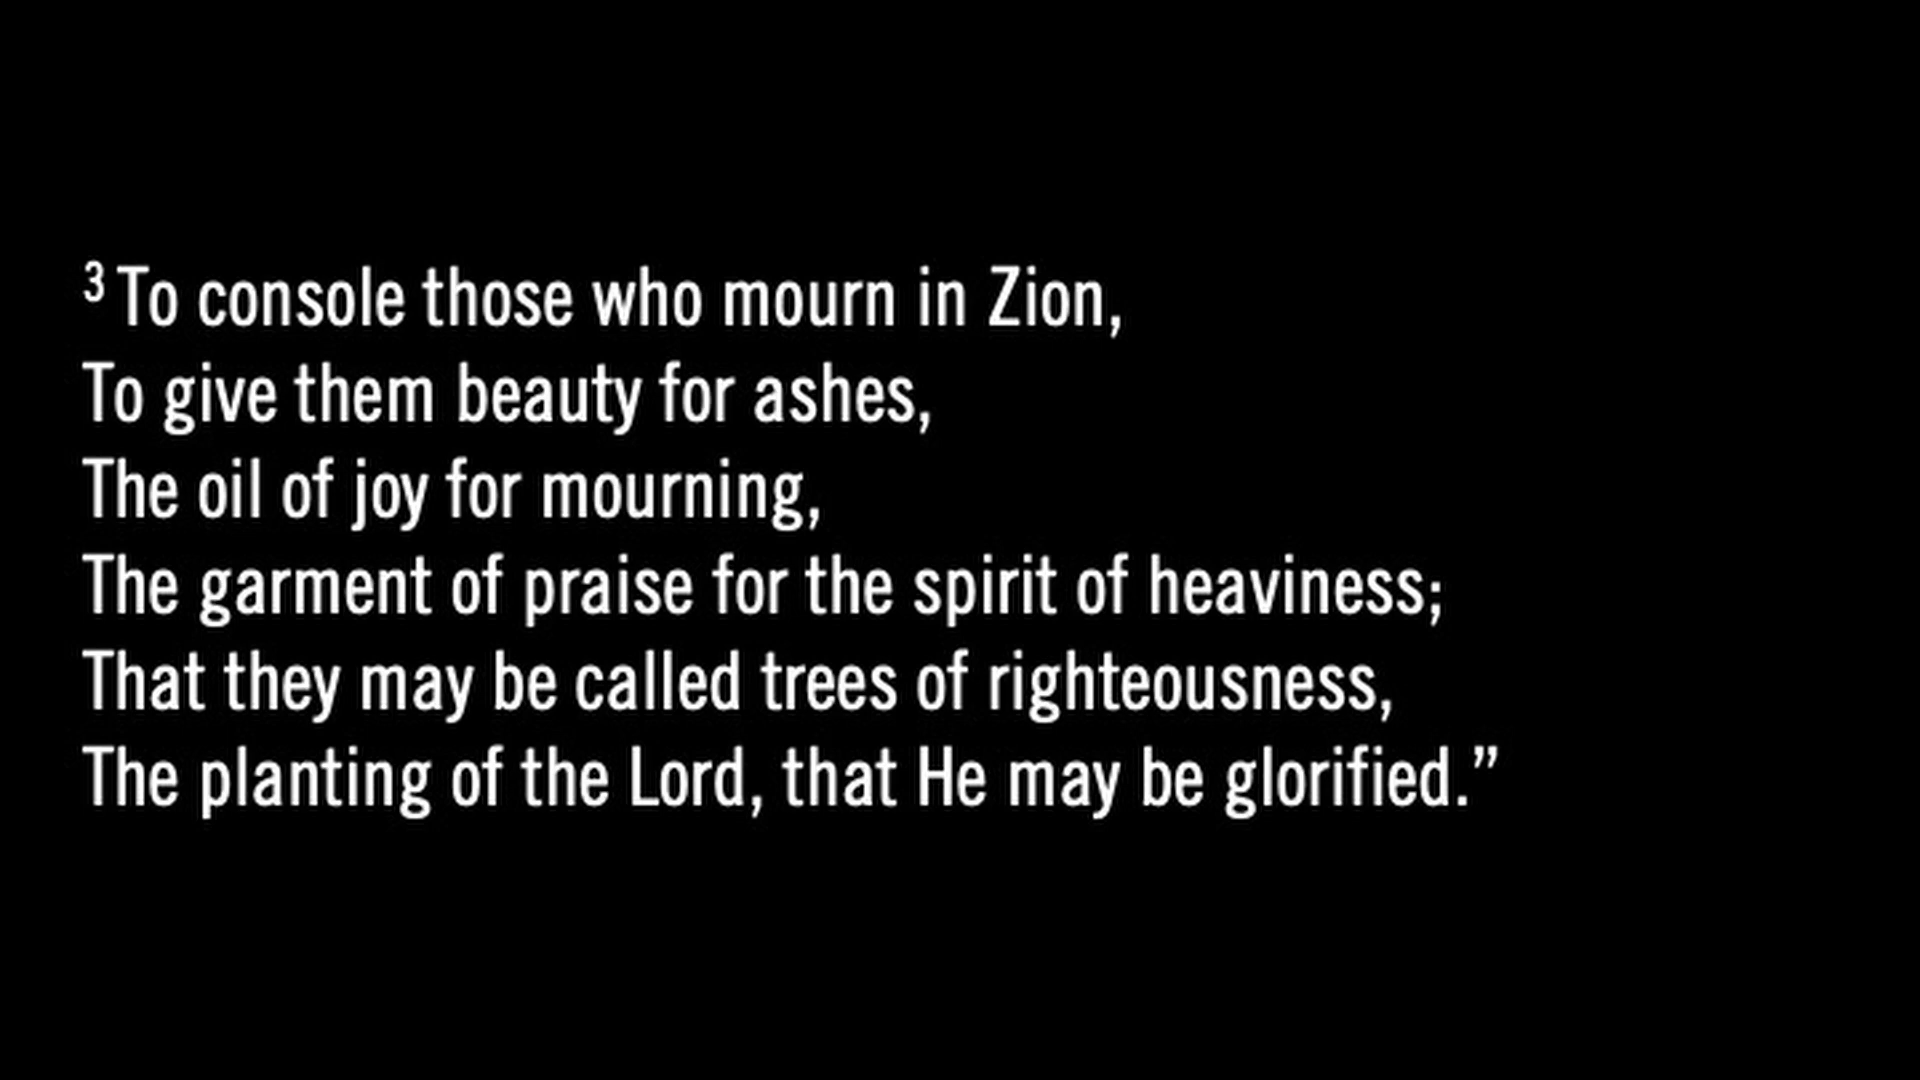 ³ To console those who mourn in Zion,
To give them beauty for ashes,
The oil of joy for mourning,
The garment of praise for the spirit of heaviness;
That they may be called trees of righteousness,
The planting of the Lord, that He may be glorified.”